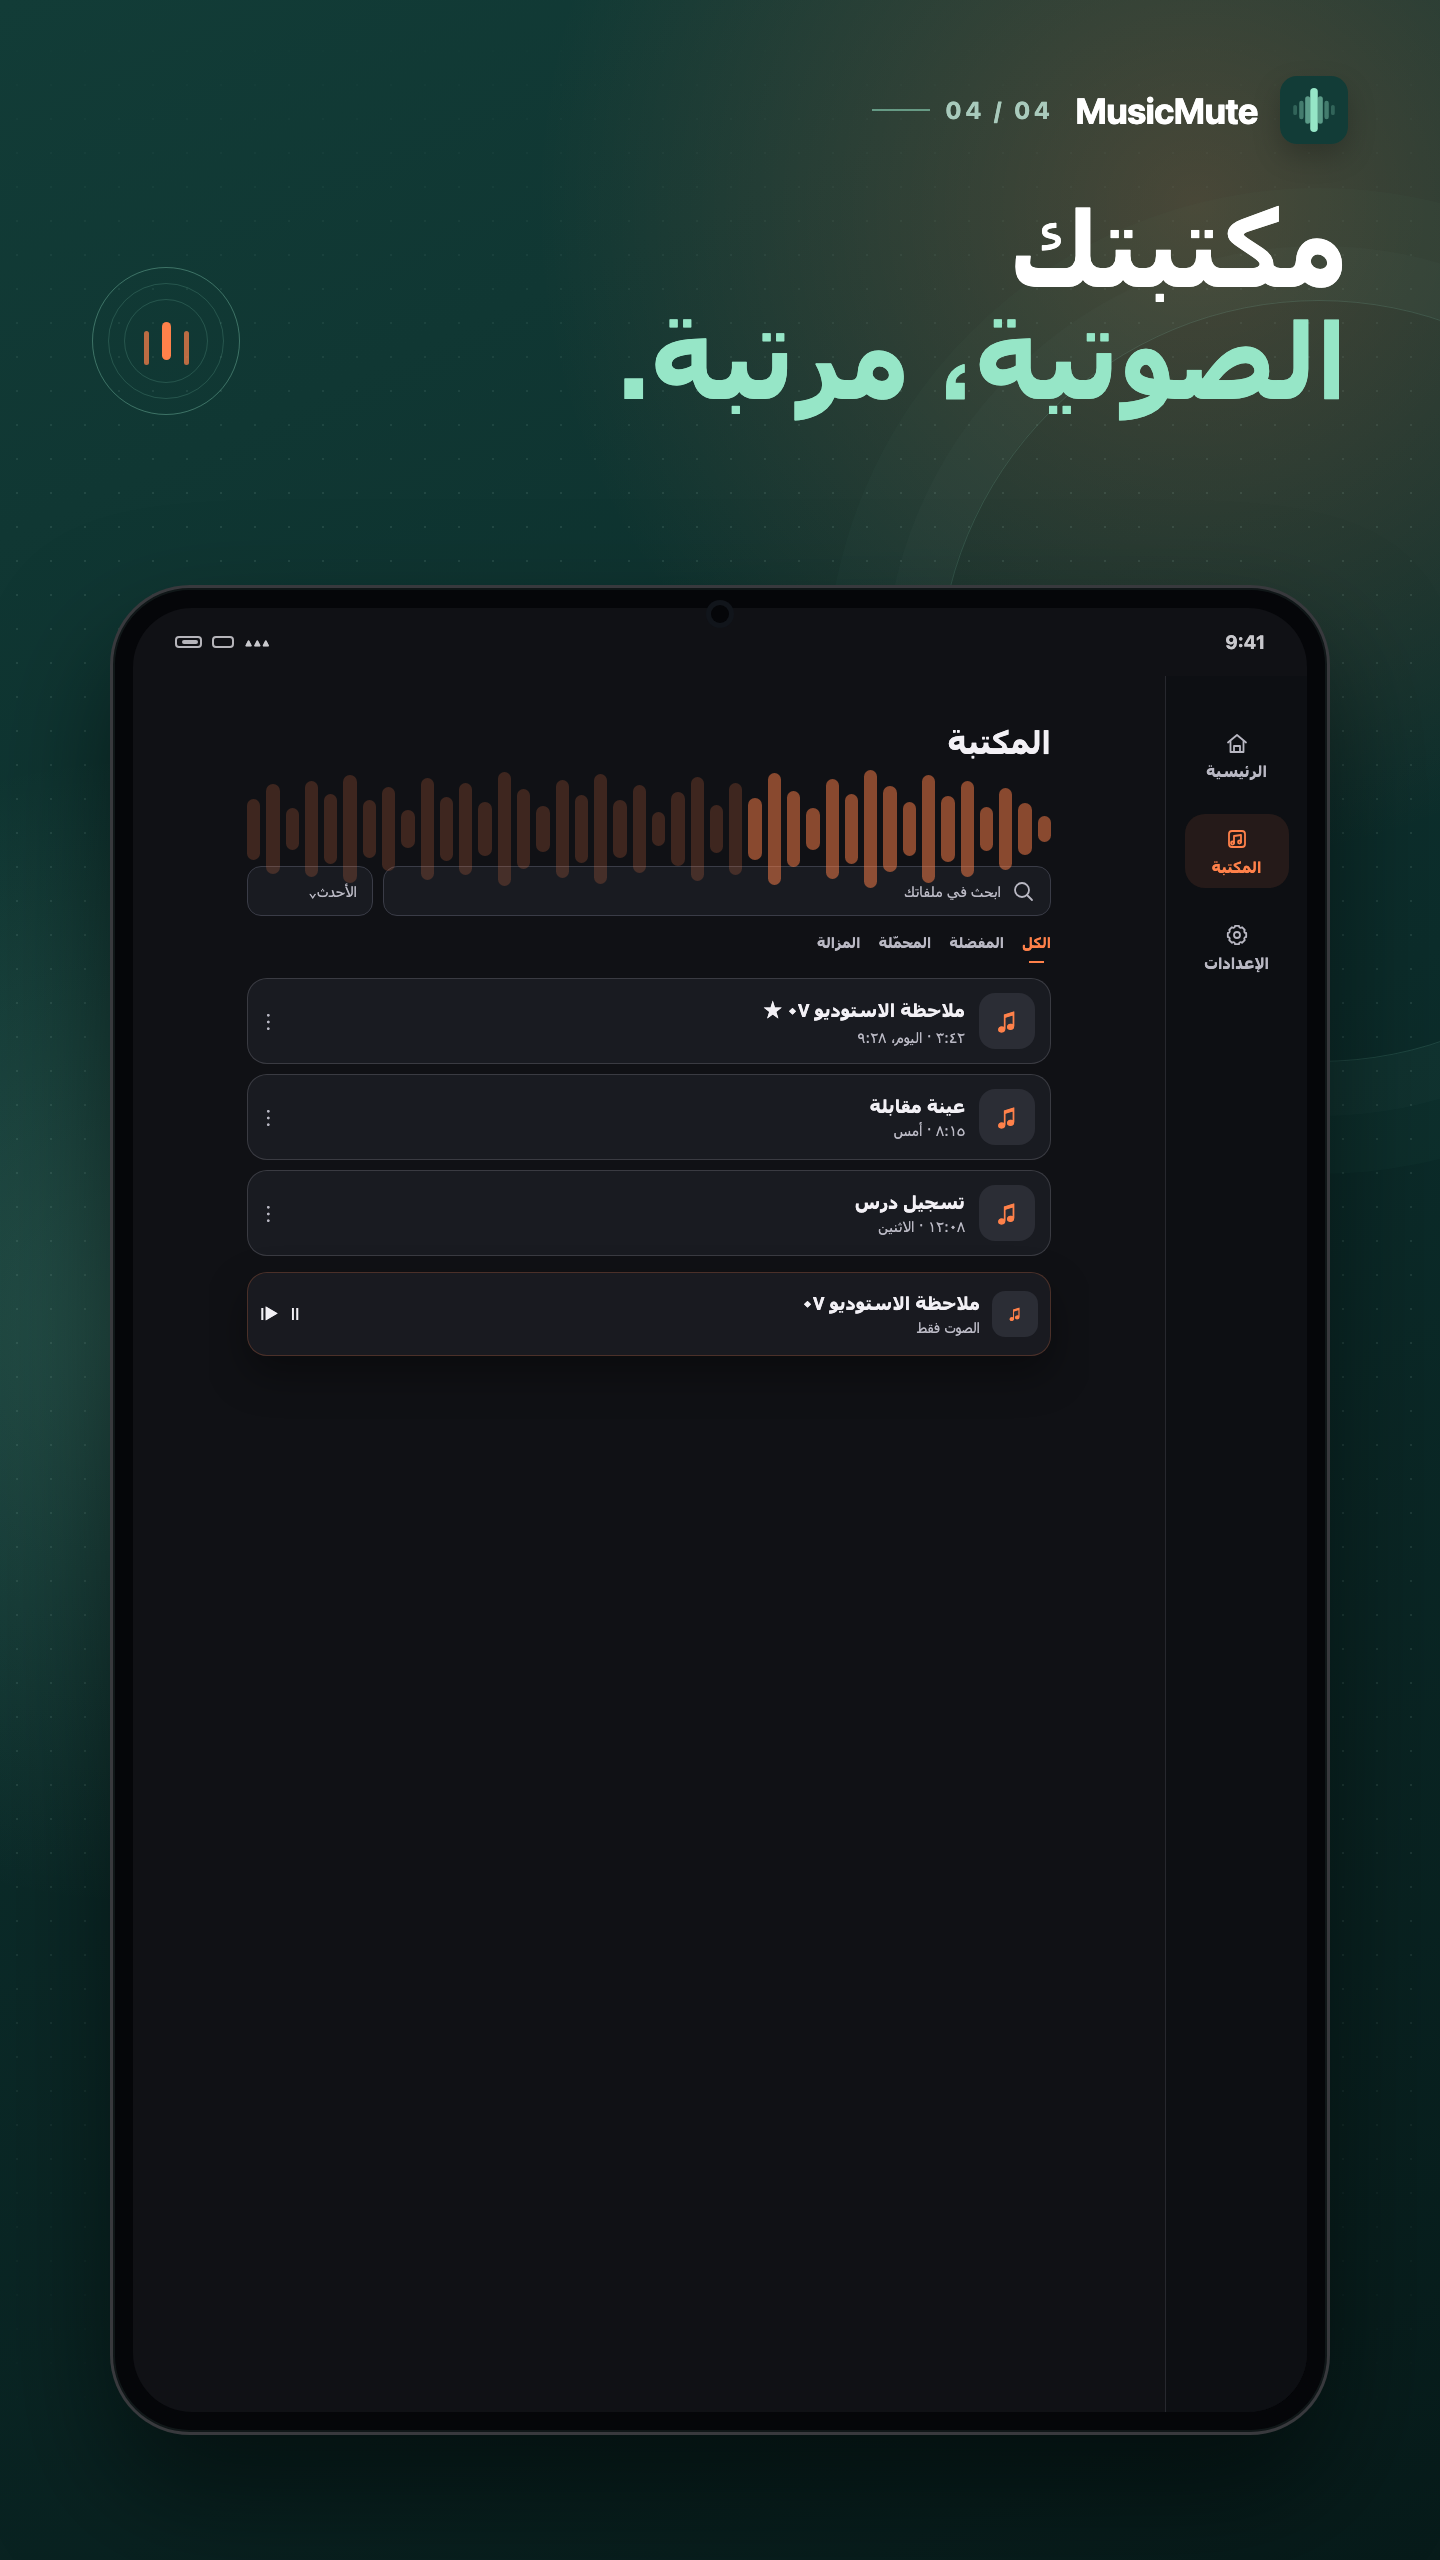 MusicMute 04 / 04
مكتبتك
الصوتية، مرتبة.
9:41
الرئيسية
المكتبة
الإعدادات
المكتبة
ابحث في ملفاتك
الأحدث
الكل المفضلة المحمّلة المزالة
ملاحظة الاستوديو ٠٧ ★
٣:٤٢ · اليوم، ٩:٢٨
عينة مقابلة
٨:١٥ · أمس
تسجيل درس
١٢:٠٨ · الاثنين
ملاحظة الاستوديو ٠٧
الصوت فقط